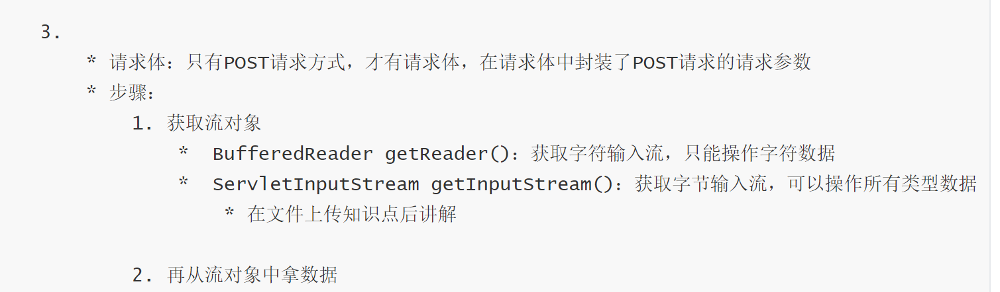 3.
* 请求体：只有POST请求方式，才有请求体，在请求体中封装了POST请求的请求参数
* 步骤：
1. 获取流对象
* BufferedReader getReader()：获取字符输入流，只能操作字符数据
* ServletInputStream getInputStream()：获取字节输入流，可以操作所有类型数据
* 在文件上传知识点后讲解
2. 再从流对象中拿数据